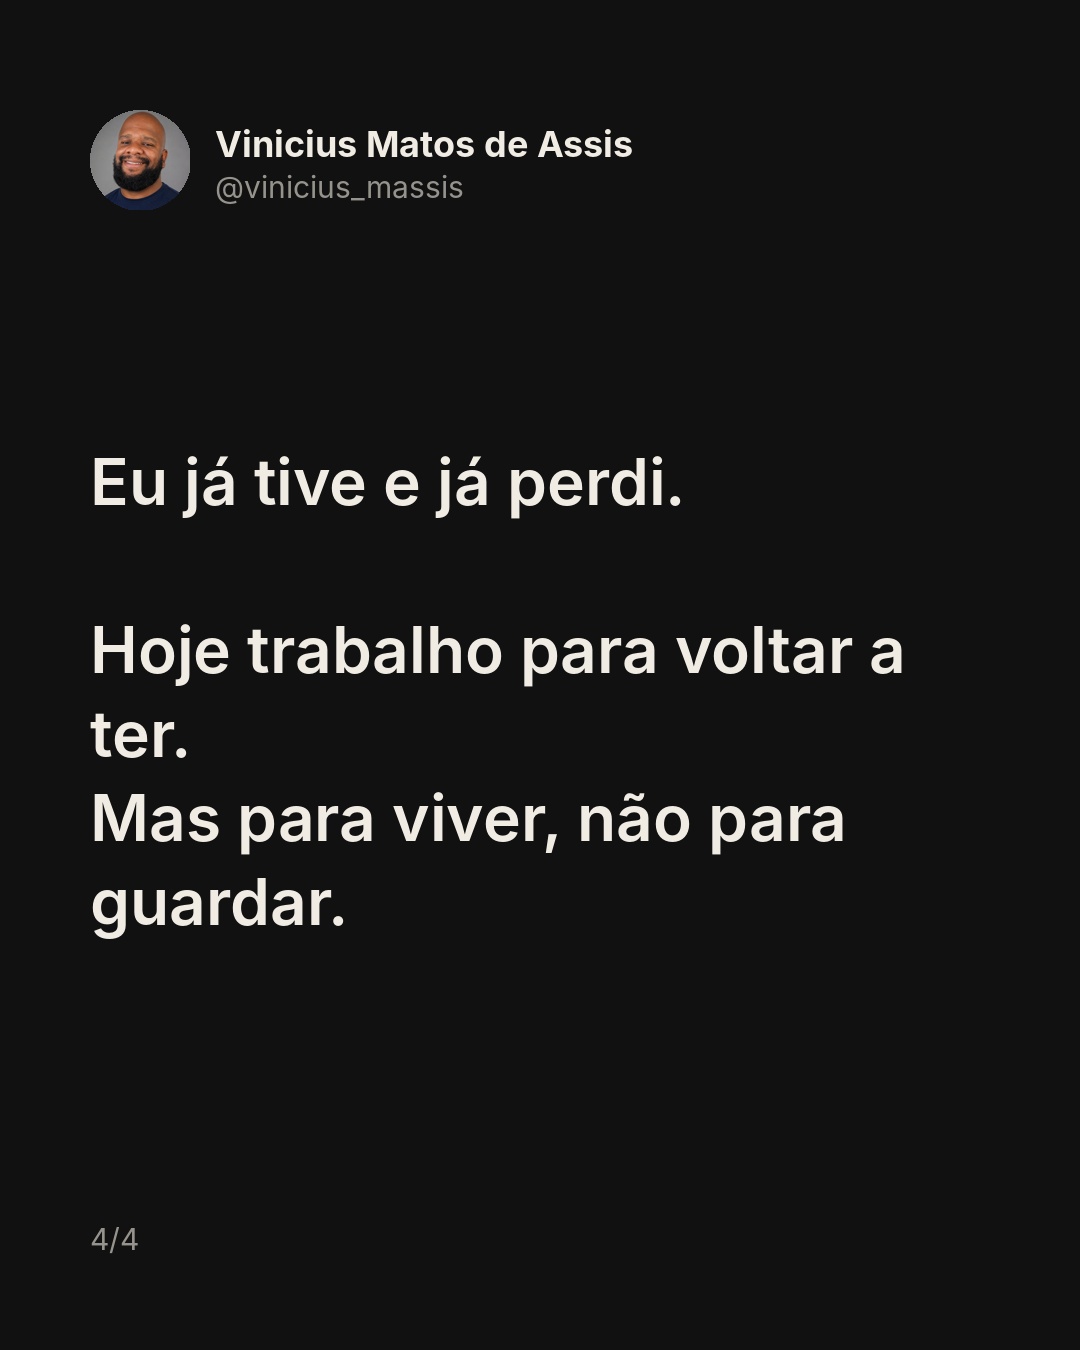 Vinicius Matos de Assis
@vinicius_massis
Eu já tive e já perdi.
Hoje trabalho para voltar a
ter.
Mas para viver, não para
guardar.
4/4